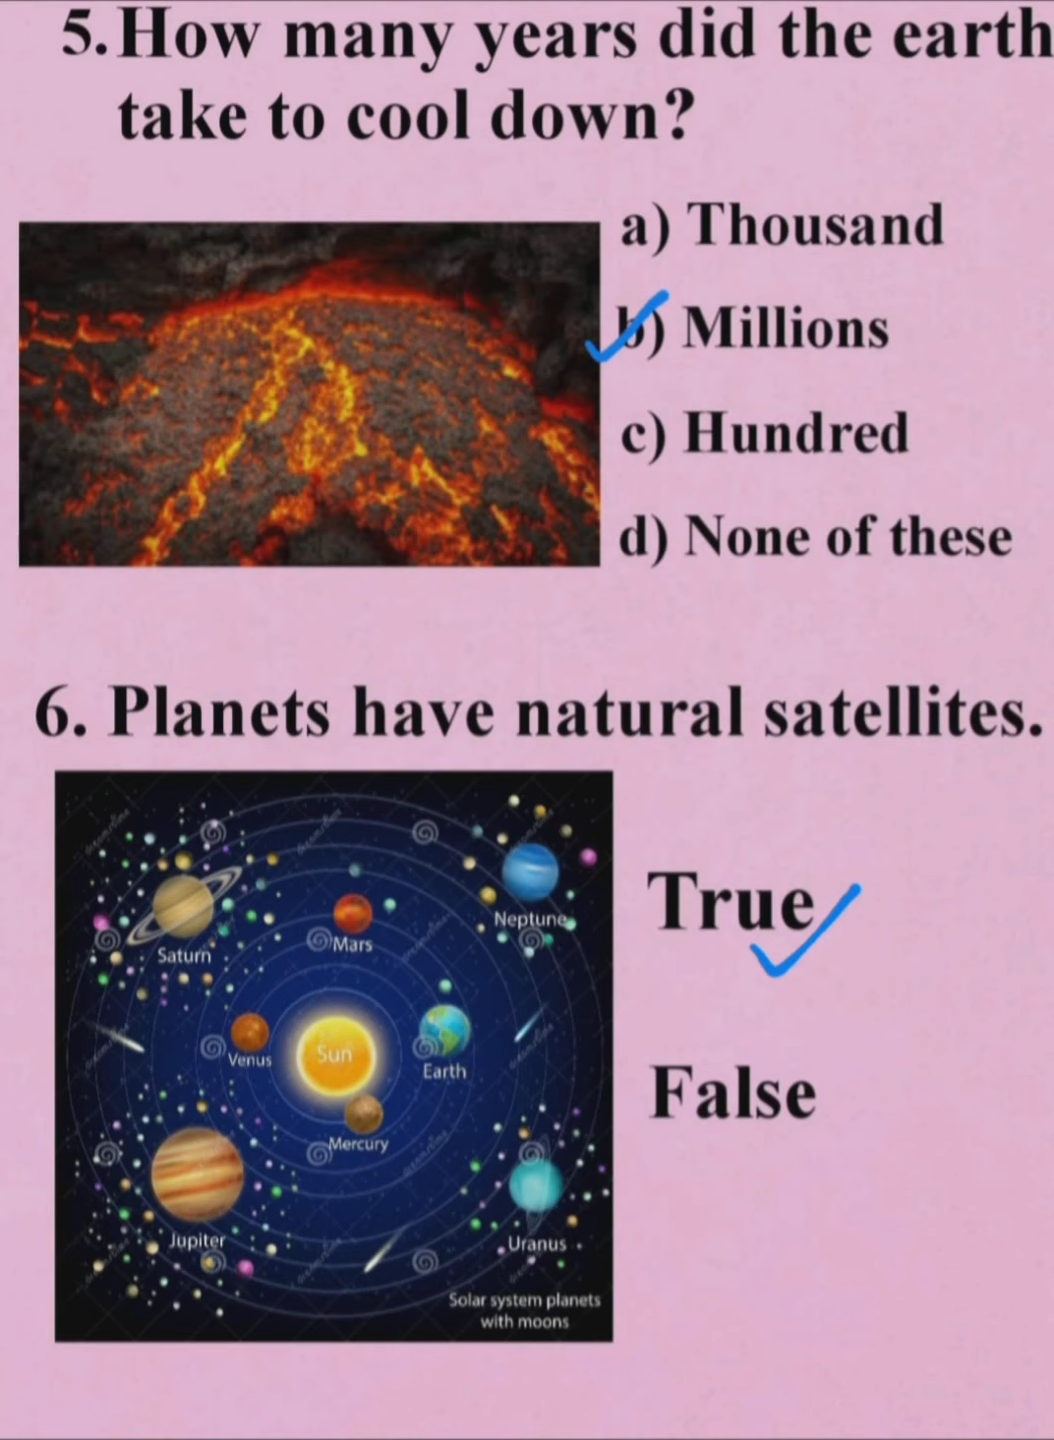 5. How many years did the earth
take to cool down?
a) Thousand
b) Millions
c) Hundred
d) None of these
6. Planets have natural satellites.
True
False
Saturn
Mars
Neptune
Venus
Sun
Earth
Mercury
Jupiter
Uranus
Solar system planets
with moons
dreamstime